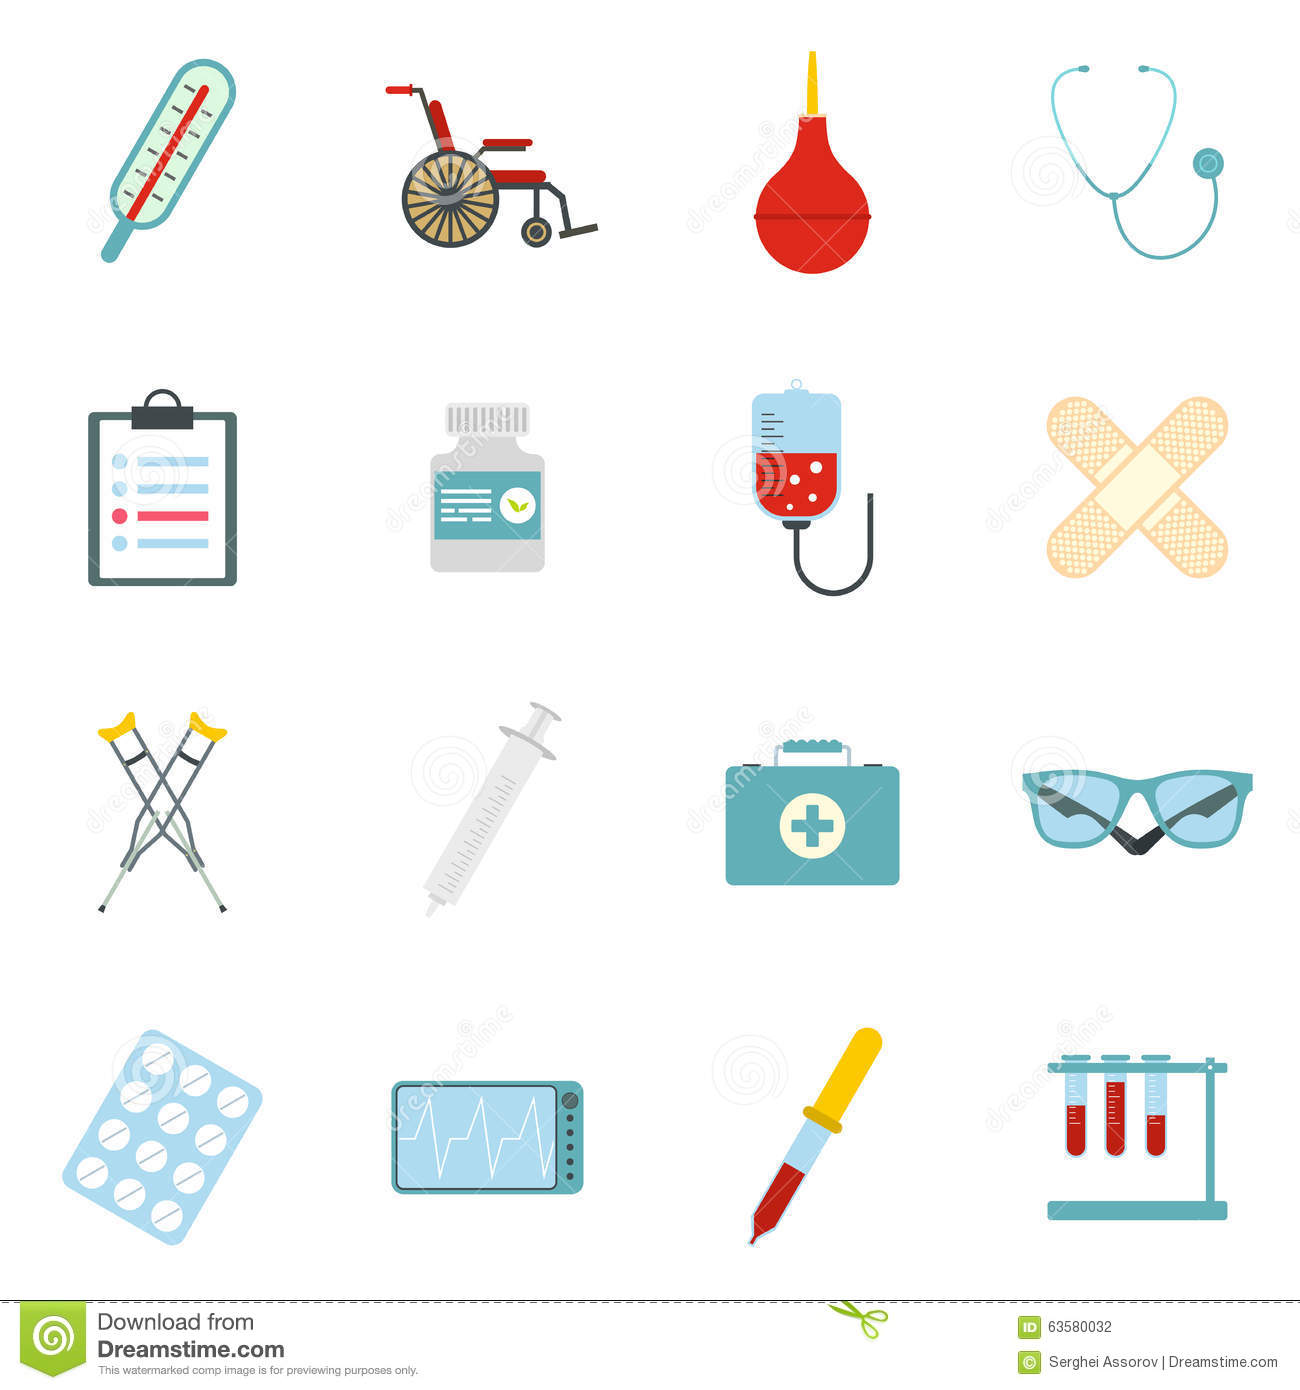 Download from
Dreamstime.com
This watermarked comp image is for previewing purposes only.
ID 63580032
© Serghei Assorov | Dreamstime.com
dreamstime